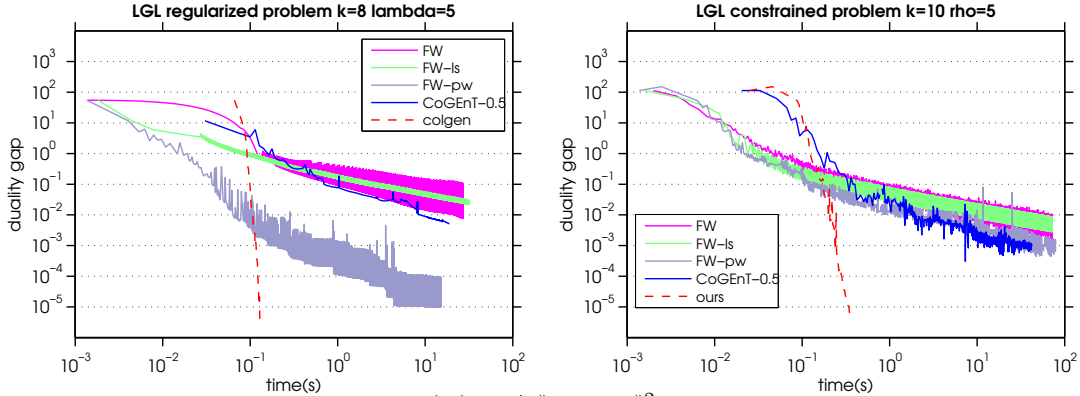 LGL regularized problem k=8 lambda=5
duality gap
10^3
10^2
10^1
10^0
10^−1
10^−2
10^−3
10^−4
10^−5
FW
FW−ls
FW−pw
CoGEnT−0.5
colgen
10^−3
10^−2
10^−1
10^0
10^1
10^2
time(s)
LGL constrained problem k=10 rho=5
duality gap
10^3
10^2
10^1
10^0
10^−1
10^−2
10^−3
10^−4
10^−5
FW
FW−ls
FW−pw
CoGEnT−0.5
ours
10^−3
10^−2
10^−1
10^0
10^1
10^2
time(s)